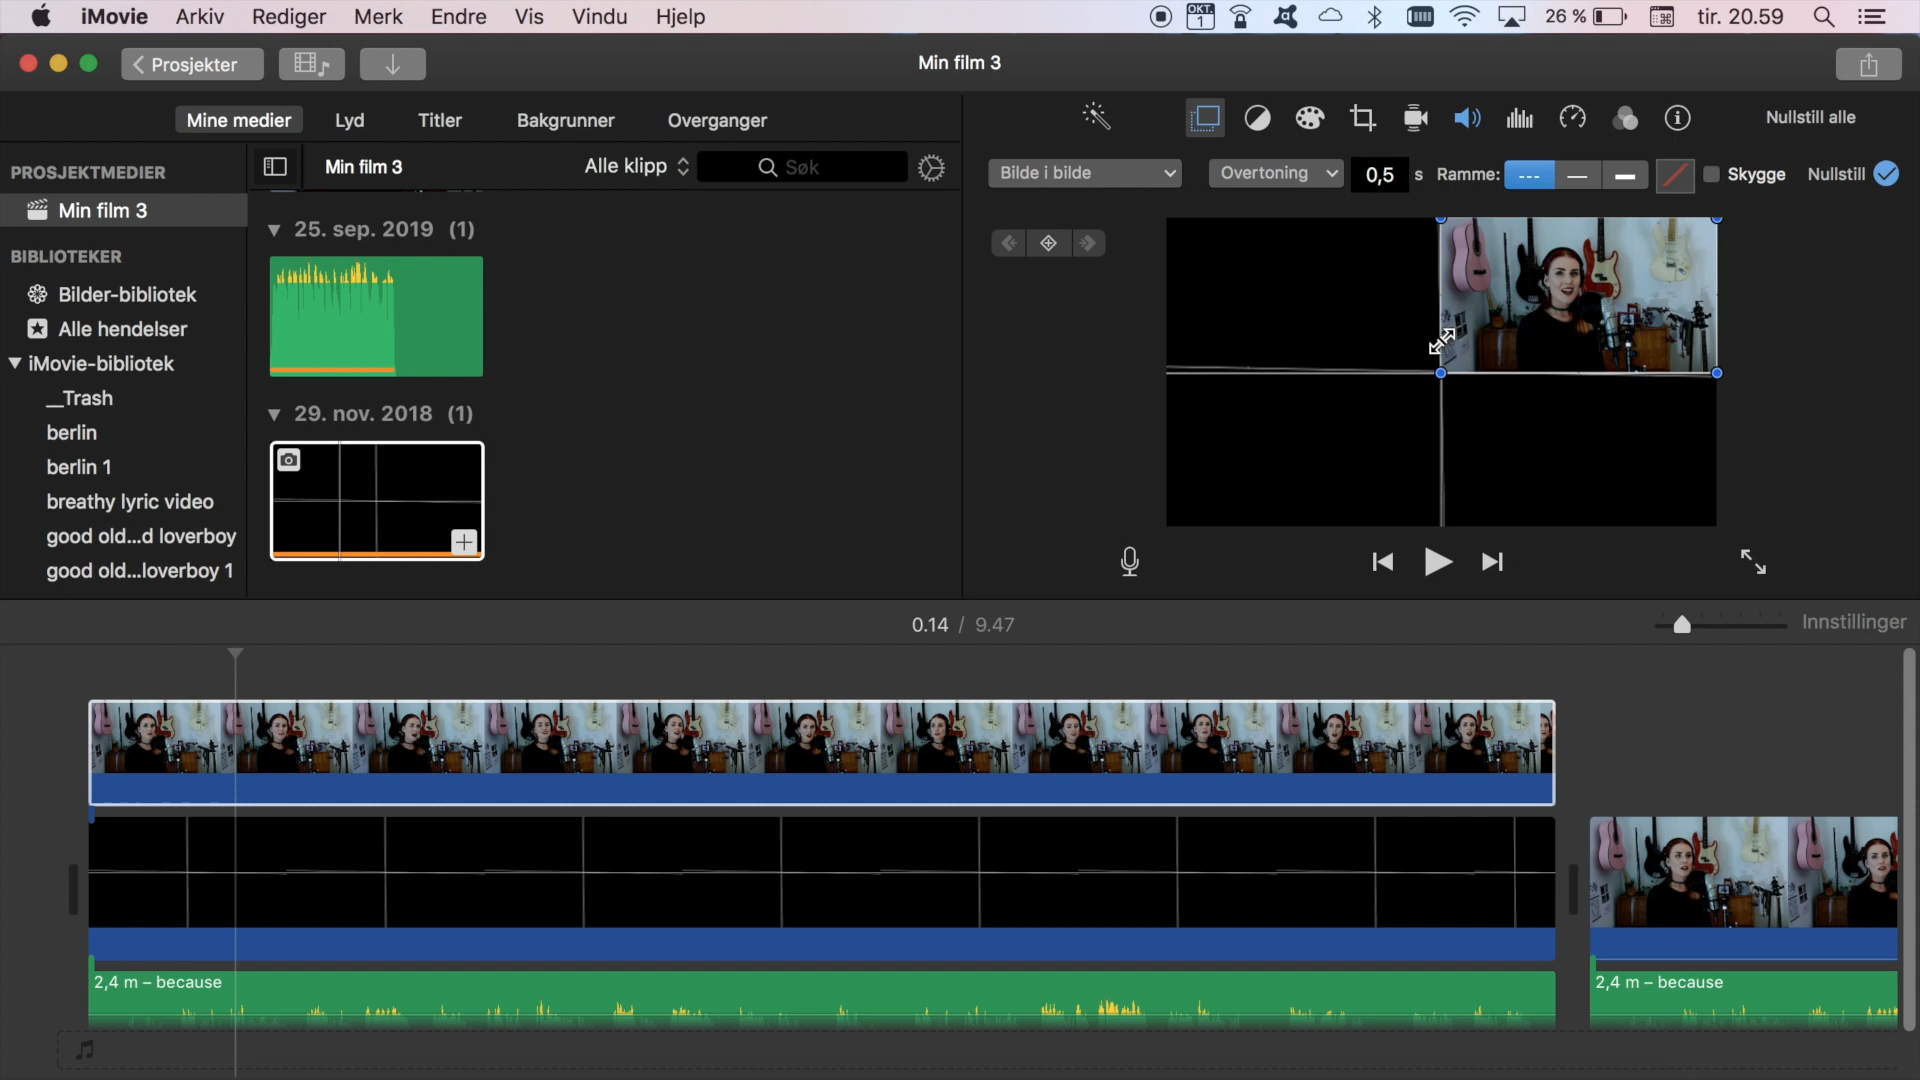 iMovie Arkiv Rediger Merk Endre Vis Vindu Hjelp OKT. 1 26 % tir. 20.59
Prosjekter
Min film 3
Mine medier Lyd Titler Bakgrunner Overganger
Nullstill alle
PROSJEKTMEDIER
Min film 3
BIBLIOTEKER
Bilder-bibliotek
Alle hendelser
iMovie-bibliotek
__Trash
berlin
berlin 1
breathy lyric video
good old...d loverboy
good old...loverboy 1
Min film 3 Alle klipp Søk
25. sep. 2019 (1)
29. nov. 2018 (1)
Bilde i bilde Overtoning 0,5 s Ramme: Skygge Nullstill
0.14 / 9.47
Innstillinger
2,4 m – because
2,4 m – because